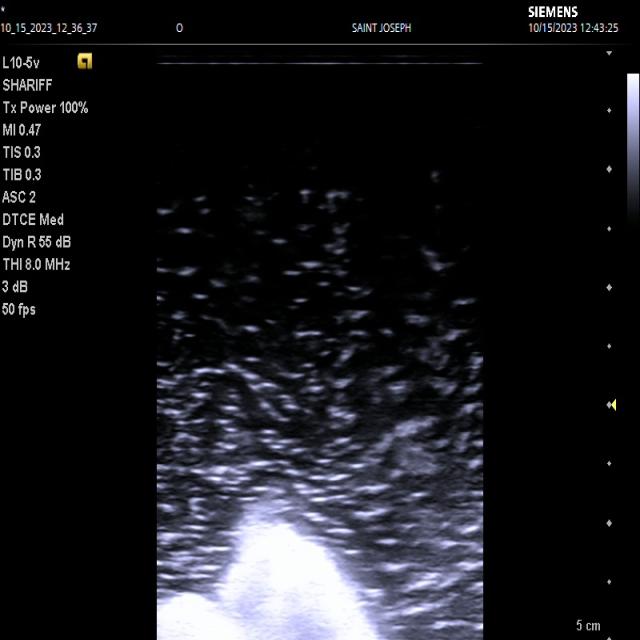 *
SIEMENS
10_15_2023_12_36_37 O SAINT JOSEPH 10/15/2023 12:43:25
L10-5v
SHARIFF
Tx Power 100%
MI 0.47
TIS 0.3
TIB 0.3
ASC 2
DTCE Med
Dyn R 55 dB
THI 8.0 MHz
3 dB
50 fps
5 cm